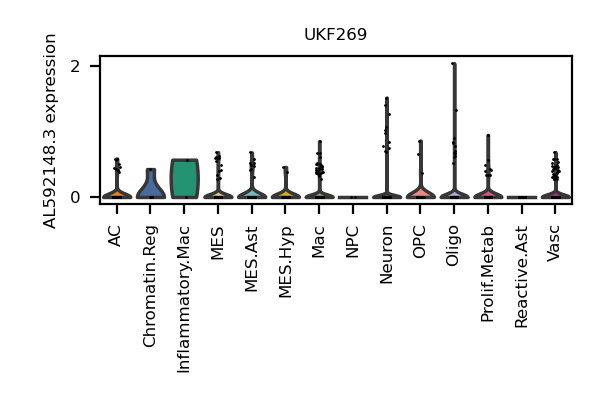 UKF269
AL592148.3 expression
2
0
AC
Chromatin.Reg
Inflammatory.Mac
MES
MES.Ast
MES.Hyp
Mac
NPC
Neuron
OPC
Oligo
Prolif.Metab
Reactive.Ast
Vasc